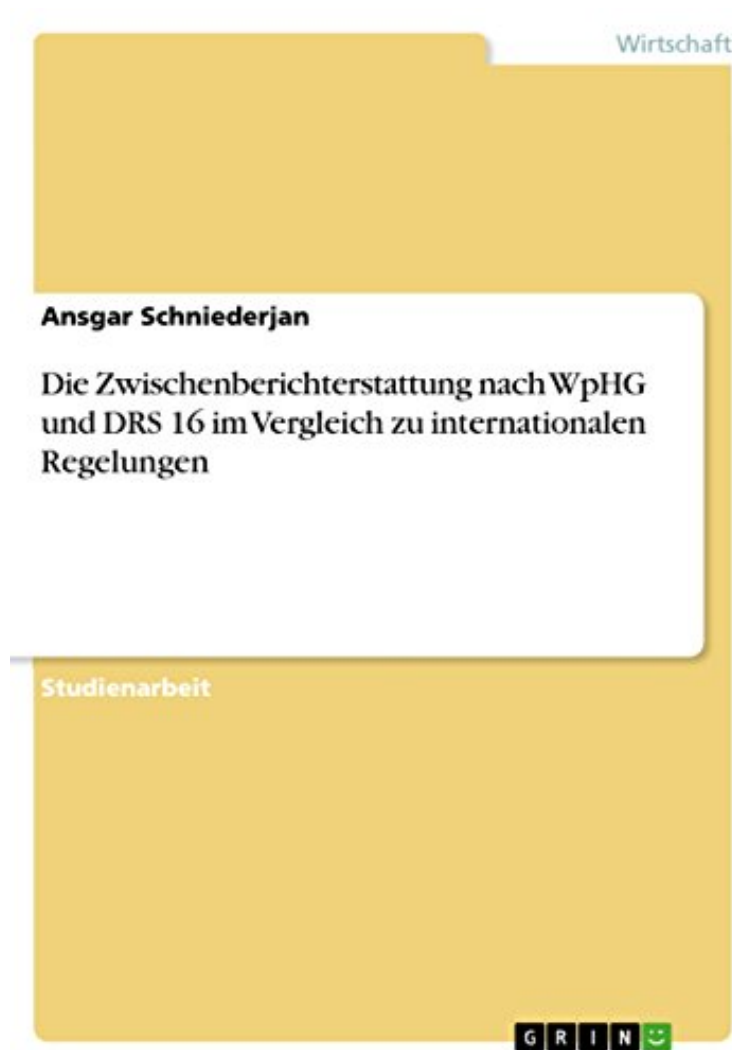 Wirtschaft
Ansgar Schniederjan
Die Zwischenberichterstattung nach WpHG
und DRS 16 im Vergleich zu internationalen
Regelungen
Studienarbeit
GRIN